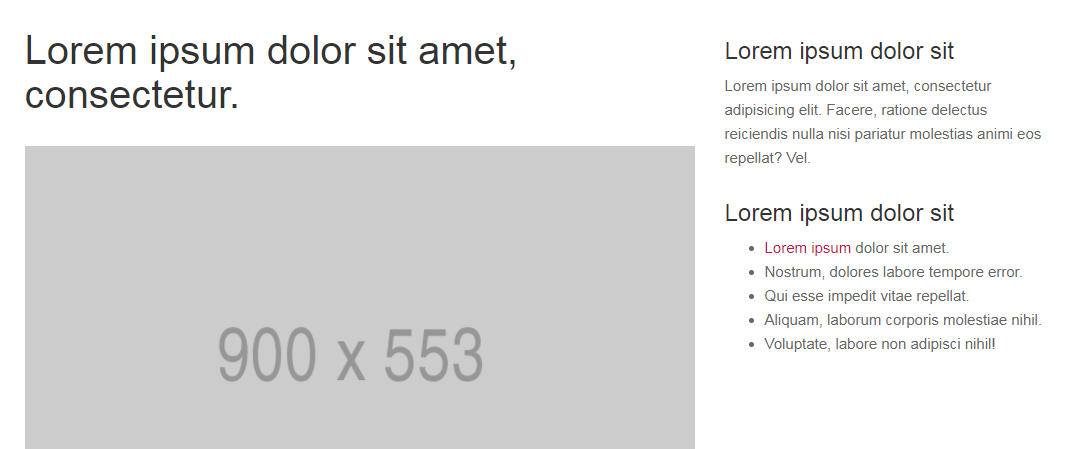 Lorem ipsum dolor sit amet,
consectetur.
900 x 553
Lorem ipsum dolor sit
Lorem ipsum dolor sit amet, consectetur
adipisicing elit. Facere, ratione delectus
reiciendis nulla nisi pariatur molestias animi eos
repellat? Vel.
Lorem ipsum dolor sit
Lorem ipsum dolor sit amet.
Nostrum, dolores labore tempore error.
Qui esse impedit vitae repellat.
Aliquam, laborum corporis molestiae nihil.
Voluptate, labore non adipisci nihil!